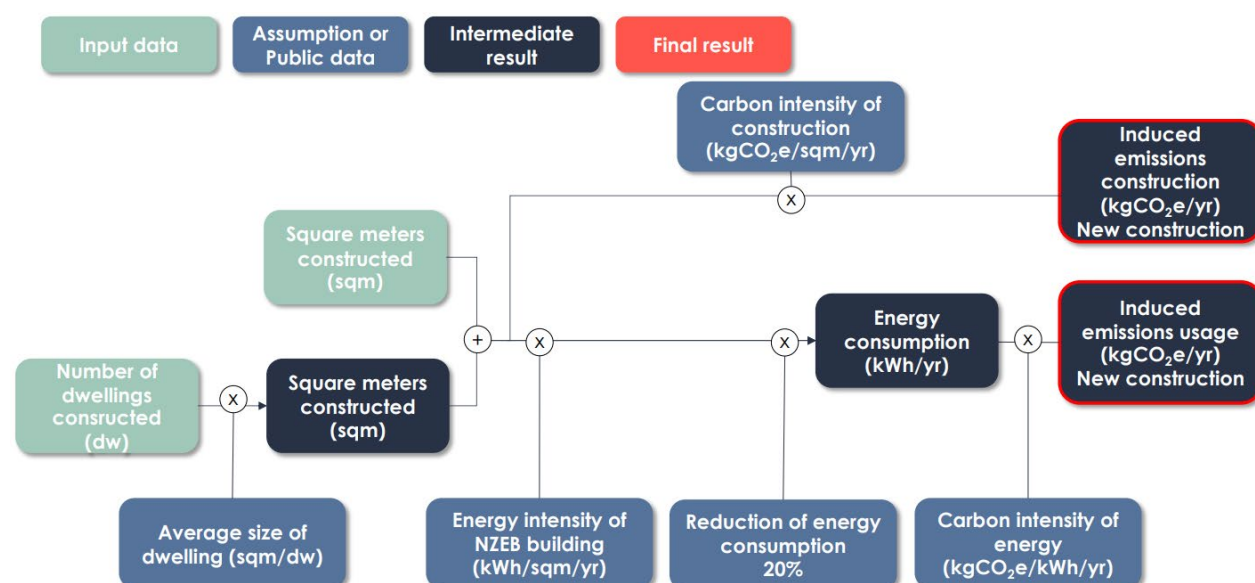 Input data
Assumption or
Public data
Intermediate
result
Final result
Carbon intensity of
construction
(kgCO₂e/sqm/yr)
X
Induced
emissions
construction
(kgCO₂e/yr)
New construction
Square meters
constructed
(sqm)
+
X
X
Energy
consumption
(kWh/yr)
X
Induced
emissions usage
(kgCO₂e/yr)
New construction
Number of
dwellings
consructed
(dw)
X
Square meters
constructed
(sqm)
Average size of
dwelling (sqm/dw)
Energy intensity of
NZEB building
(kWh/sqm/yr)
Reduction of energy
consumption
20%
Carbon intensity of
energy
(kgCO₂e/kWh/yr)